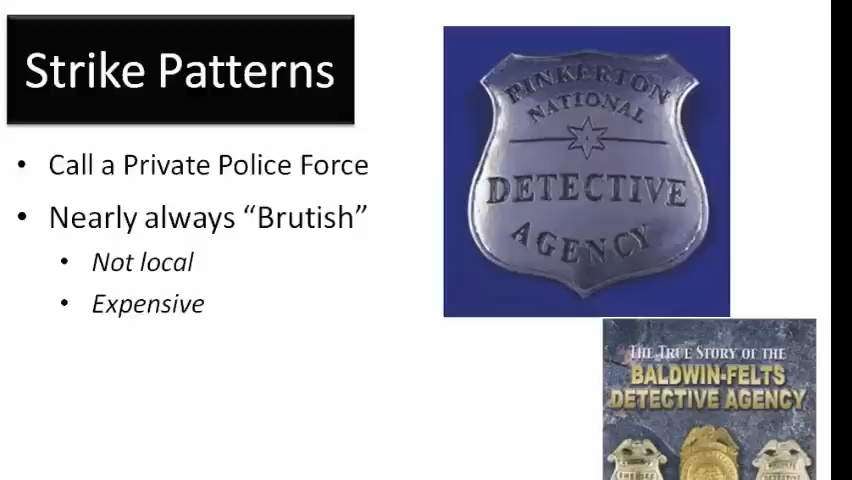 Strike Patterns
• Call a Private Police Force
• Nearly always “Brutish”
• Not local
• Expensive
PINKERTON
NATIONAL
DETECTIVE
AGENCY
THE TRUE STORY OF THE
BALDWIN-FELTS
DETECTIVE AGENCY